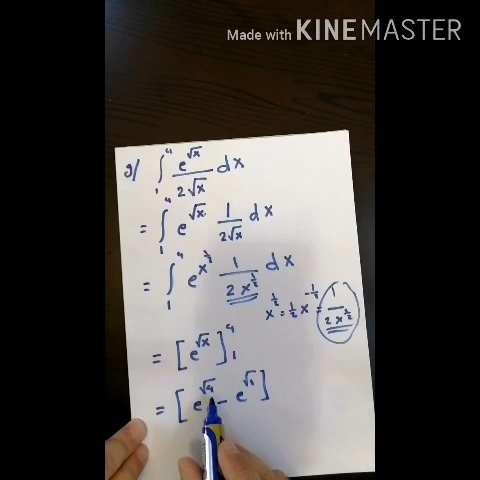 Made with KINEMASTER
9/ ∫₁⁴ e^√x / 2√x dx
= ∫₁⁴ e^√x 1/2√x dx
= ∫₁⁴ e^x^½ 1/2x^½ dx
x^½ = ½ x^-½ = 1/2x^½
= [e^√x]₁⁴
= [e^√4 - e^√1]